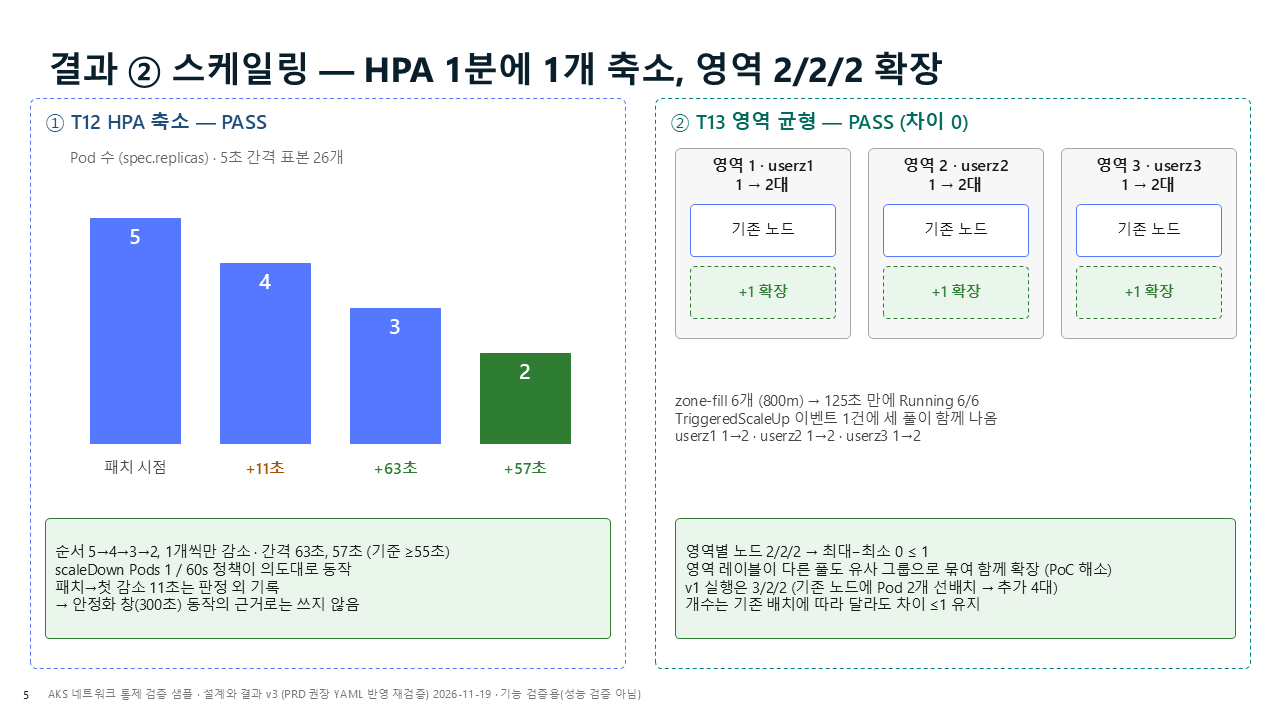 결과 ② 스케일링 — HPA 1분에 1개 축소, 영역 2/2/2 확장
① T12 HPA 축소 — PASS
Pod 수 (spec.replicas) · 5초 간격 표본 26개
5
4
3
2
패치 시점
+11초
+63초
+57초
순서 5→4→3→2, 1개씩만 감소 · 간격 63초, 57초 (기준 ≥55초)
scaleDown Pods 1 / 60s 정책이 의도대로 동작
패치→첫 감소 11초는 판정 외 기록
→ 안정화 창(300초) 동작의 근거로는 쓰지 않음
② T13 영역 균형 — PASS (차이 0)
영역 1 · userz1
1 → 2대
기존 노드
+1 확장
영역 2 · userz2
1 → 2대
기존 노드
+1 확장
영역 3 · userz3
1 → 2대
기존 노드
+1 확장
zone-fill 6개 (800m) → 125초 만에 Running 6/6
TriggeredScaleUp 이벤트 1건에 세 풀이 함께 나옴
userz1 1→2 · userz2 1→2 · userz3 1→2
영역별 노드 2/2/2 → 최대−최소 0 ≤ 1
영역 레이블이 다른 풀도 유사 그룹으로 묶여 함께 확장 (PoC 해소)
v1 실행은 3/2/2 (기존 노드에 Pod 2개 선배치 → 추가 4대)
개수는 기존 배치에 따라 달라도 차이 ≤1 유지
5 AKS 네트워크 통제 검증 샘플 · 설계와 결과 v3 (PRD 권장 YAML 반영 재검증) 2026-11-19 · 기능 검증용(성능 검증 아님)